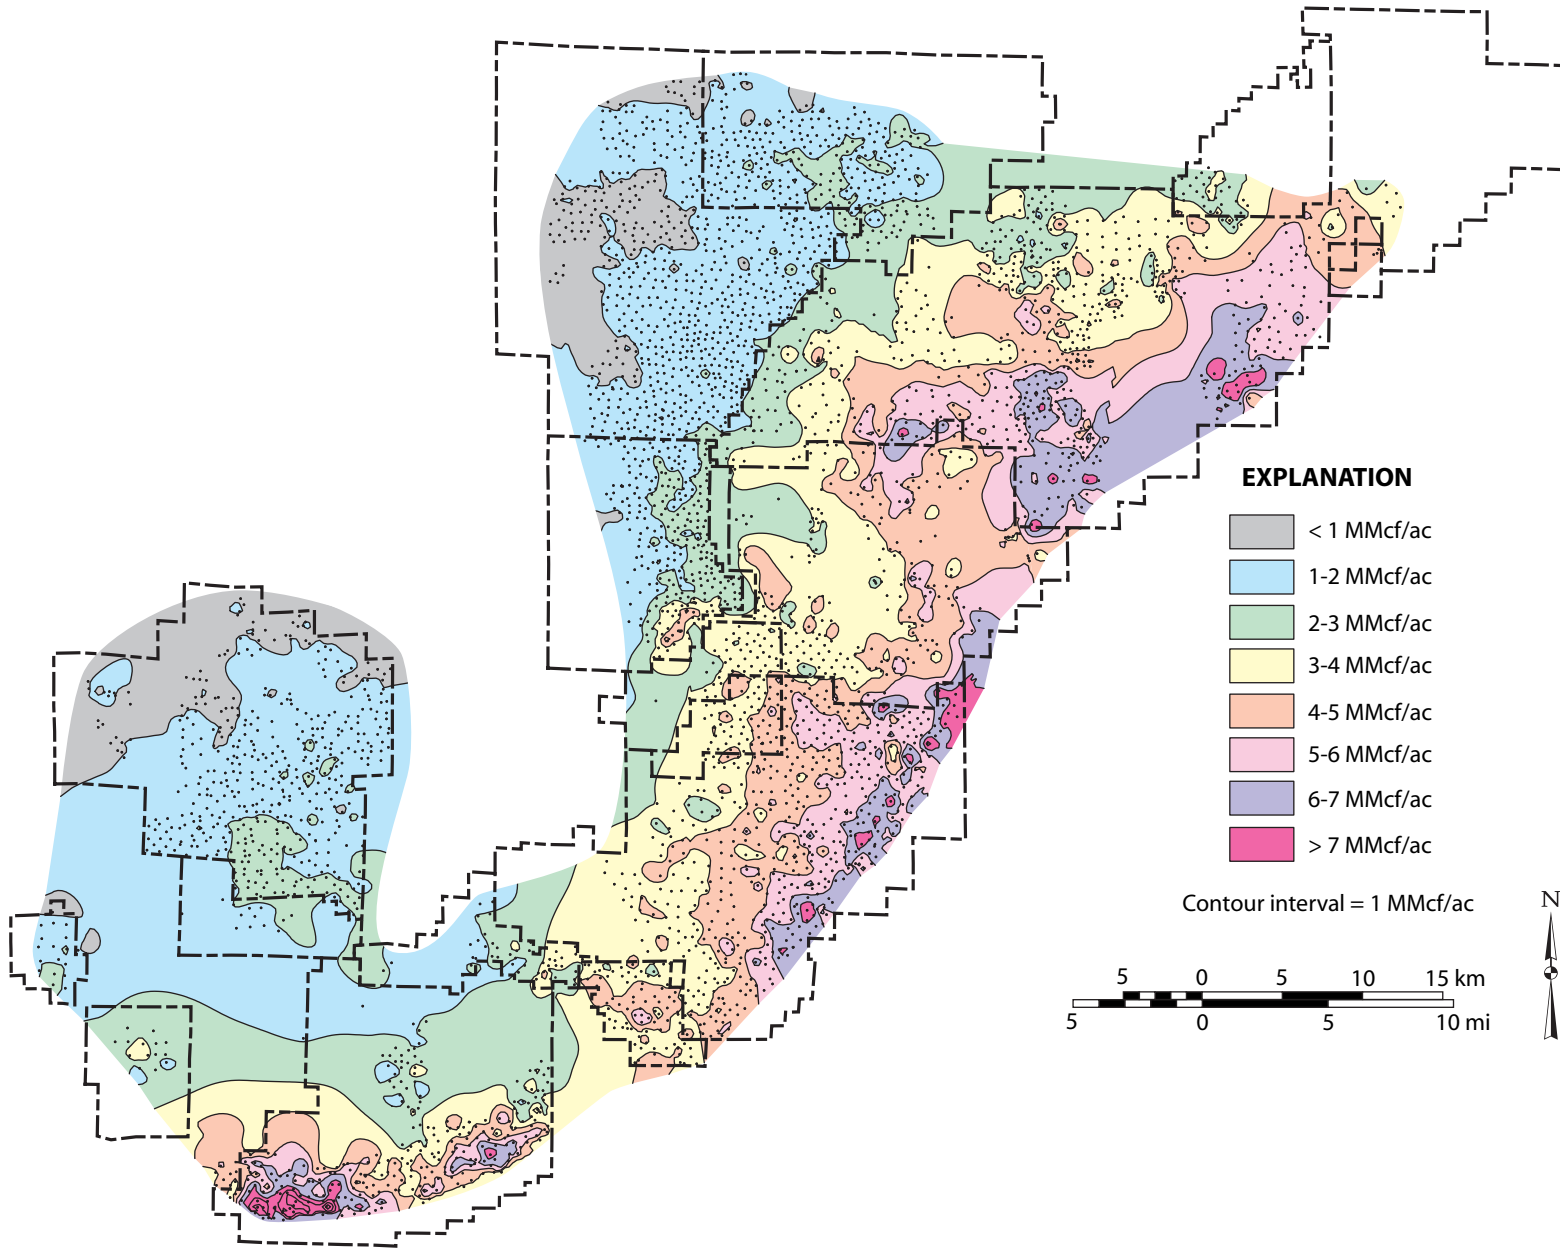 EXPLANATION
< 1 MMcf/ac
1-2 MMcf/ac
2-3 MMcf/ac
3-4 MMcf/ac
4-5 MMcf/ac
5-6 MMcf/ac
6-7 MMcf/ac
> 7 MMcf/ac
Contour interval = 1 MMcf/ac
N
5 0 5 10 15 km
5 0 5 10 mi